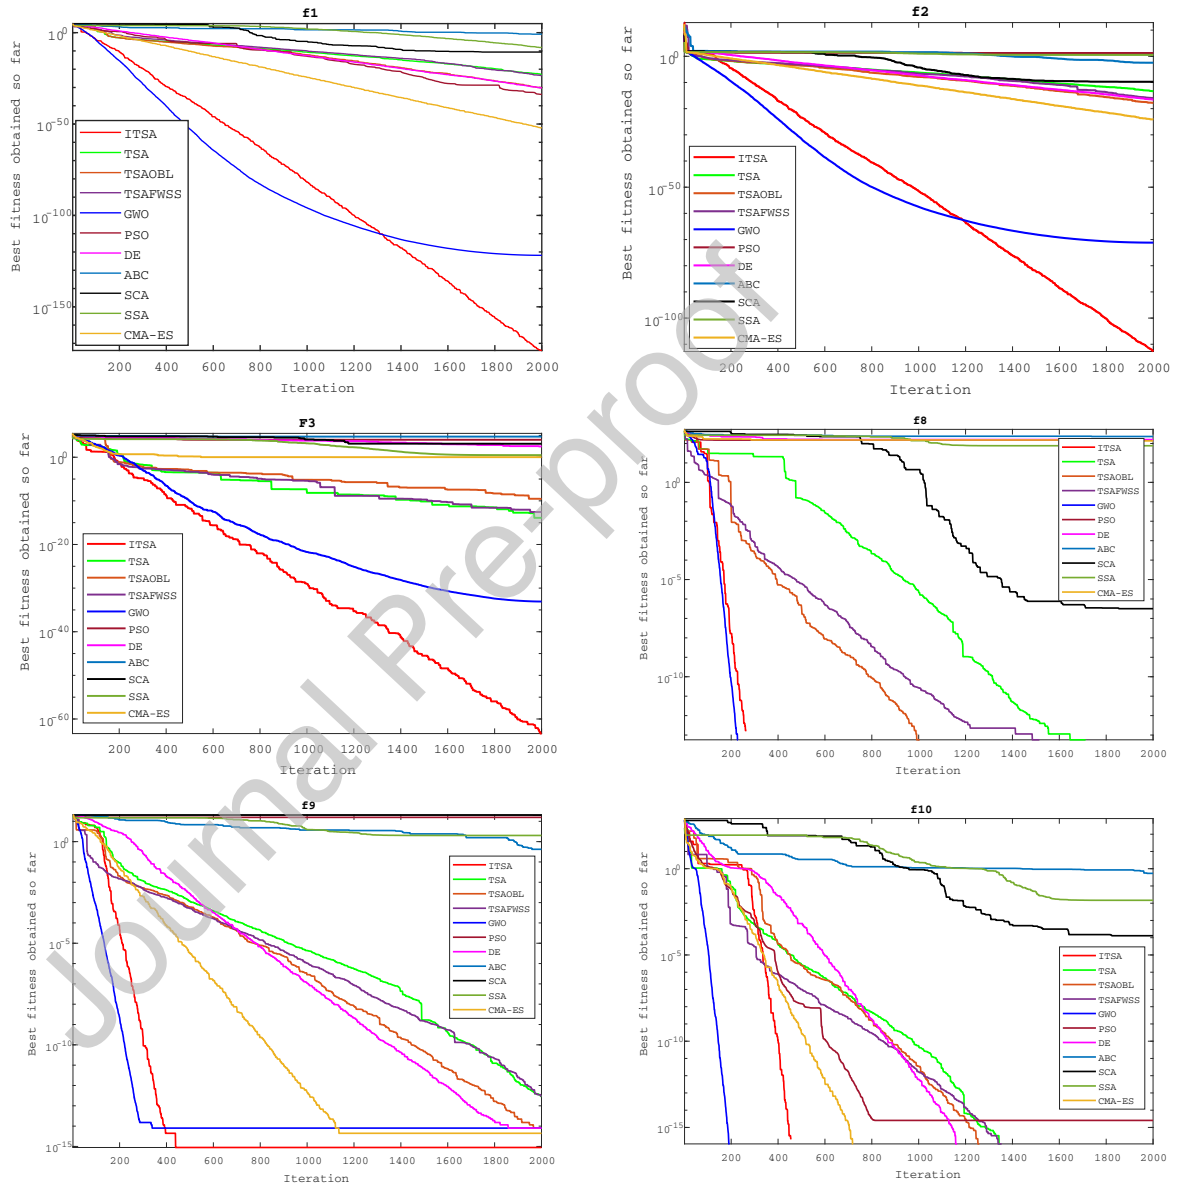 f1
Best fitness obtained so far
10^0
10^-50
10^-100
10^-150
ITSA
TSA
TSAOBL
TSAFWSS
GWO
PSO
DE
ABC
SCA
SSA
CMA-ES
200 400 600 800 1000 1200 1400 1600 1800 2000
Iteration
f2
Best fitness obtained so far
10^0
10^-50
10^-100
ITSA
TSA
TSAOBL
TSAFWSS
GWO
PSO
DE
ABC
SCA
SSA
CMA-ES
200 400 600 800 1000 1200 1400 1600 1800 2000
Iteration
F3
Best fitness obtained so far
10^0
10^-20
10^-40
10^-60
ITSA
TSA
TSAOBL
TSAFWSS
GWO
PSO
DE
ABC
SCA
SSA
CMA-ES
200 400 600 800 1000 1200 1400 1600 1800 2000
Iteration
f8
Best fitness obtained so far
10^0
10^-5
10^-10
ITSA
TSA
TSAOBL
TSAFWSS
GWO
PSO
DE
ABC
SCA
SSA
CMA-ES
200 400 600 800 1000 1200 1400 1600 1800 2000
Iteration
f9
Best fitness obtained so far
10^0
10^-5
10^-10
10^-15
ITSA
TSA
TSAOBL
TSAFWSS
GWO
PSO
DE
ABC
SCA
SSA
CMA-ES
200 400 600 800 1000 1200 1400 1600 1800 2000
Iteration
f10
Best fitness obtained so far
10^0
10^-5
10^-10
10^-15
ITSA
TSA
TSAOBL
TSAFWSS
GWO
PSO
DE
ABC
SCA
SSA
CMA-ES
200 400 600 800 1000 1200 1400 1600 1800 2000
Iteration
Journal Pre-proof